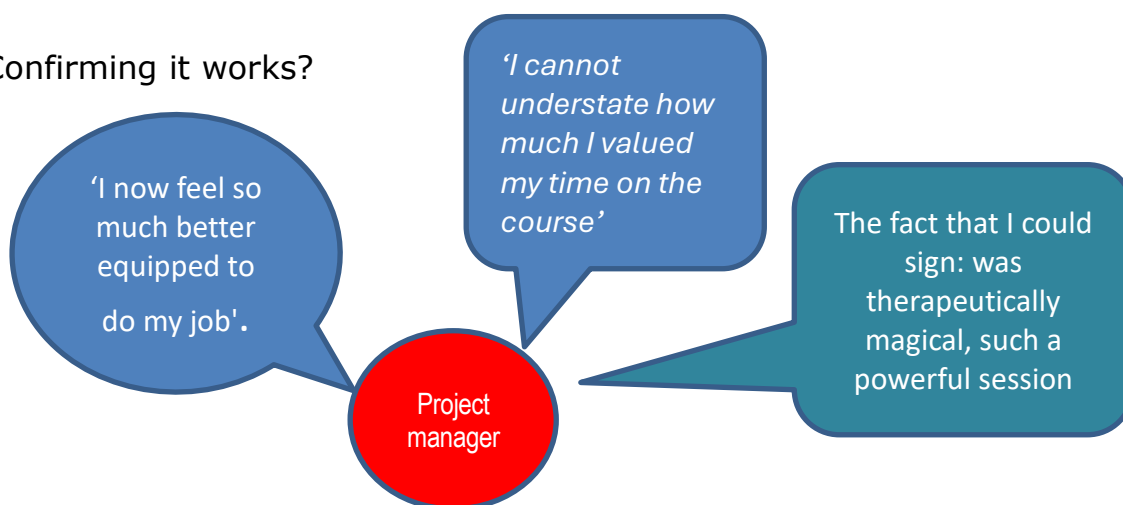 Confirming it works?
‘I cannot
understate how
much I valued
my time on the
course’
‘I now feel so
much better
equipped to
do my job'.
The fact that I could
sign: was
therapeutically
magical, such a
powerful session
Project
manager